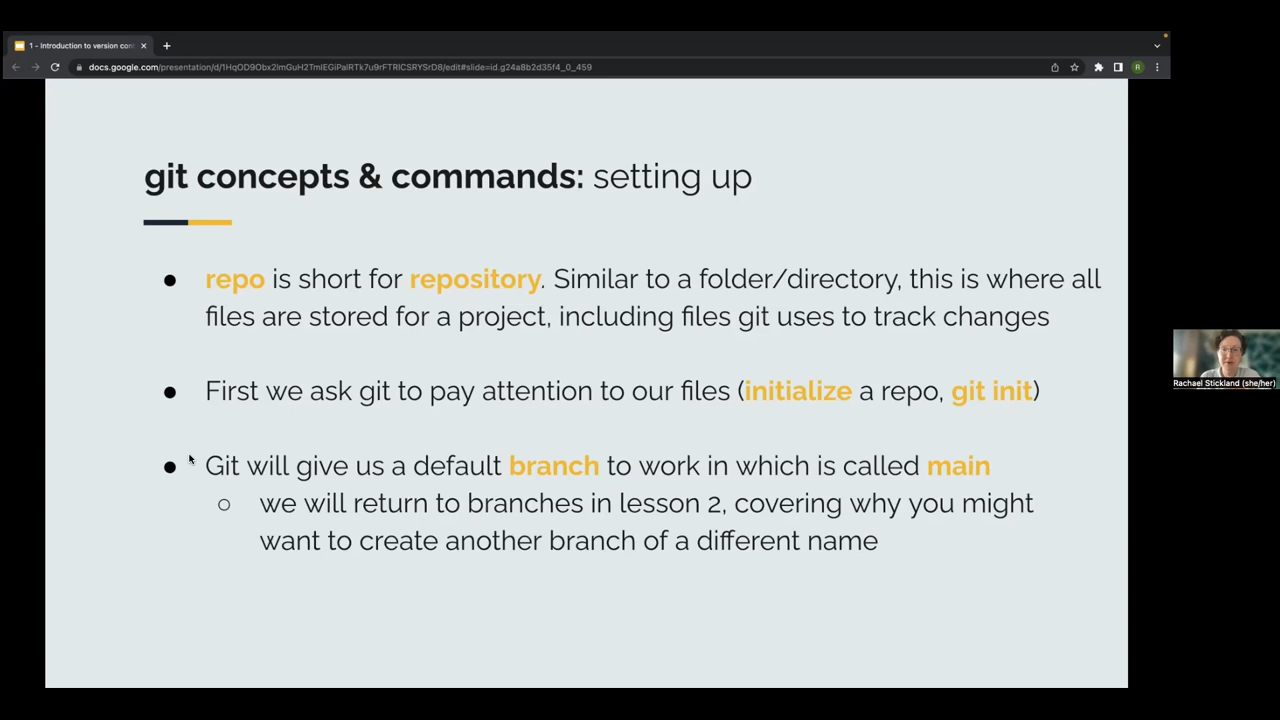 1 - Introduction to version con
docs.google.com/presentation/d/1HqOD9Obx2lmGuH2TmIEGiPalRTk7u9rFTRlCSRYSrD8/edit#slide=id.g24a8b2d35f4_0_459
R
git concepts & commands: setting up
● repo is short for repository. Similar to a folder/directory, this is where all
files are stored for a project, including files git uses to track changes
● First we ask git to pay attention to our files (initialize a repo, git init)
● Git will give us a default branch to work in which is called main
○ we will return to branches in lesson 2, covering why you might
want to create another branch of a different name
Rachael Stickland (she/her)